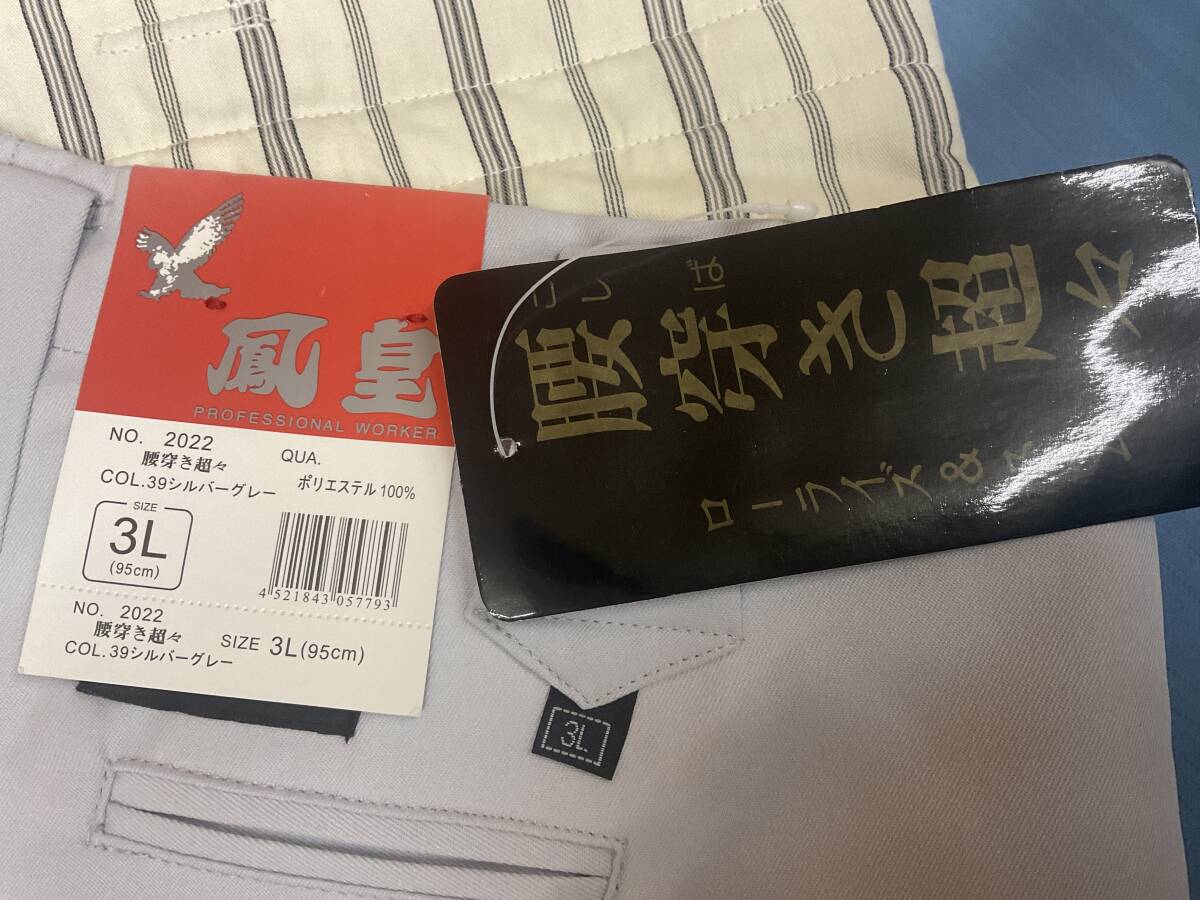 鳳皇
PROFESSIONAL WORKER
NO. 2022
腰穿き超々
COL.39シルバーグレー
QUA.
ポリエステル100%
SIZE
3L
(95cm)
4 521843 057793
NO. 2022
腰穿き超々
COL.39シルバーグレー
SIZE 3L(95cm)
こしば
腰穿き超々
ローライズ&
3L